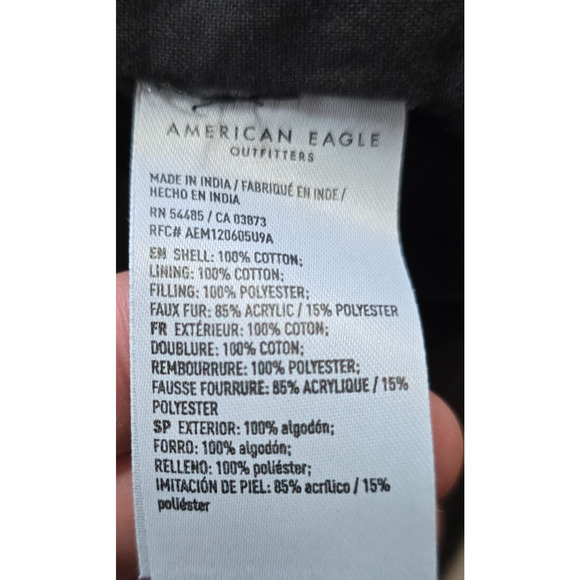 AMERICAN EAGLE
OUTFITTERS
MADE IN INDIA / FABRIQUÉ EN INDE /
HECHO EN INDIA
RN 54485 / CA 03873
RFC# AEM120605U9A
EN SHELL: 100% COTTON;
LINING: 100% COTTON;
FILLING: 100% POLYESTER;
FAUX FUR: 85% ACRYLIC / 15% POLYESTER
FR EXTÉRIEUR: 100% COTON;
DOUBLURE: 100% COTON;
REMBOURRURE: 100% POLYESTER;
FAUSSE FOURRURE: 85% ACRYLIQUE / 15%
POLYESTER
SP EXTERIOR: 100% algodón;
FORRO: 100% algodón;
RELLENO: 100% poliéster;
IMITACIÓN DE PIEL: 85% acrílico / 15%
poliéster